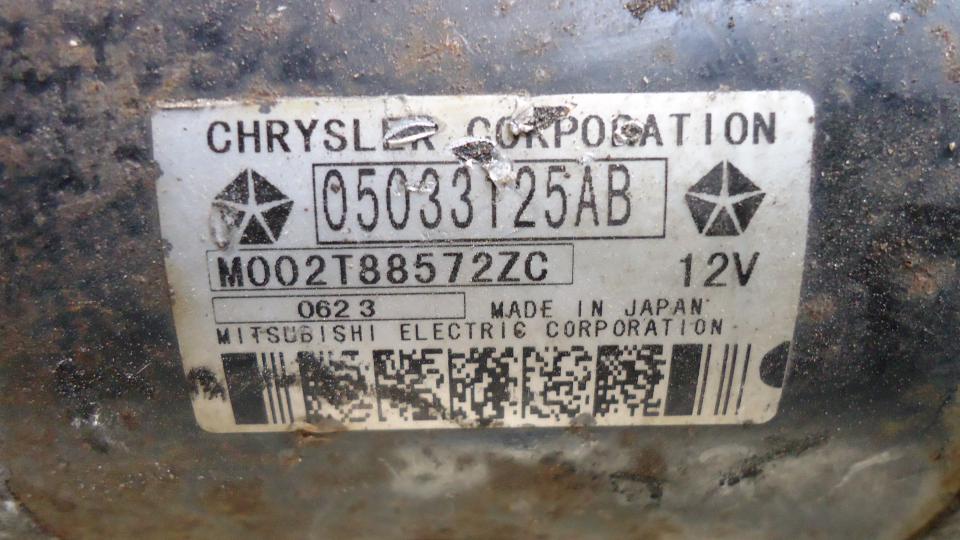 CHRYSLER CORPORATION
05033125AB
M002T88572ZC
12V
0623
MADE IN JAPAN
MITSUBISHI ELECTRIC CORPORATION